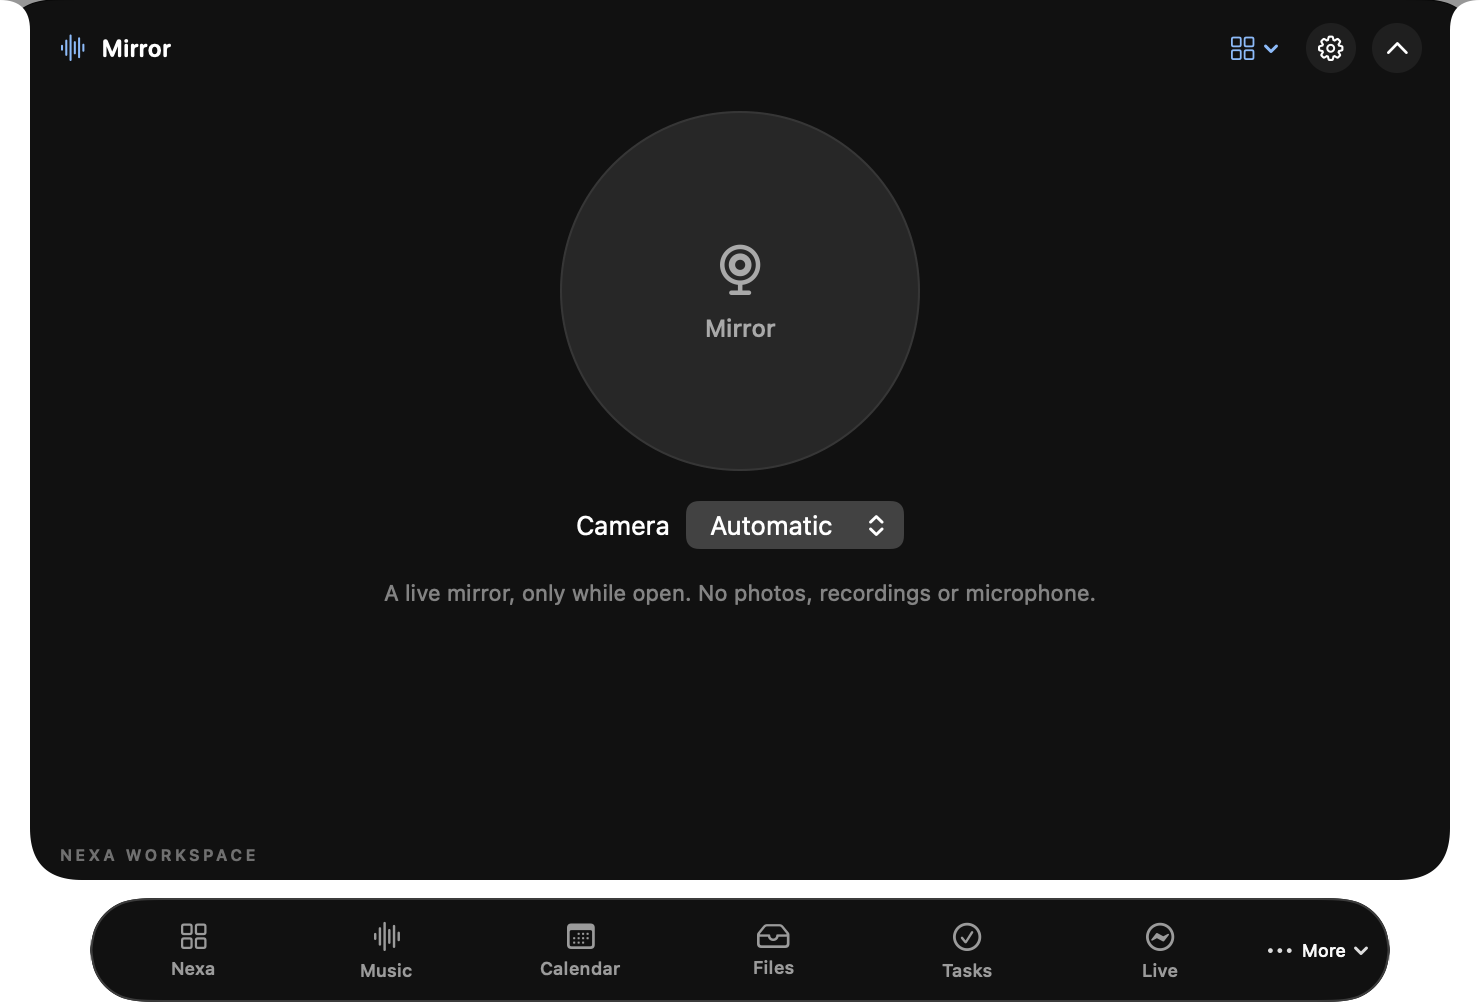 Mirror
Mirror
Camera Automatic
A live mirror, only while open. No photos, recordings or microphone.
NEXA WORKSPACE
Nexa Music Calendar Files Tasks Live More